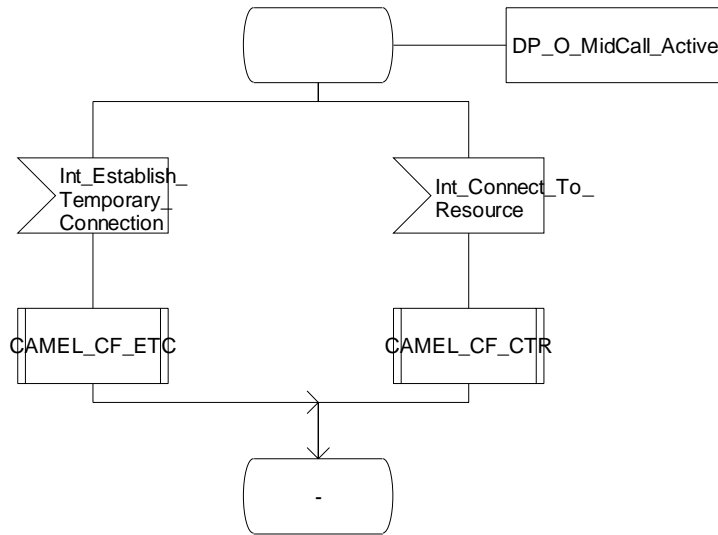 DP_O_MidCall_Active
Int_Establish_
Temporary_
Connection
Int_Connect_To_
Resource
CAMEL_CF_ETC
CAMEL_CF_CTR
-